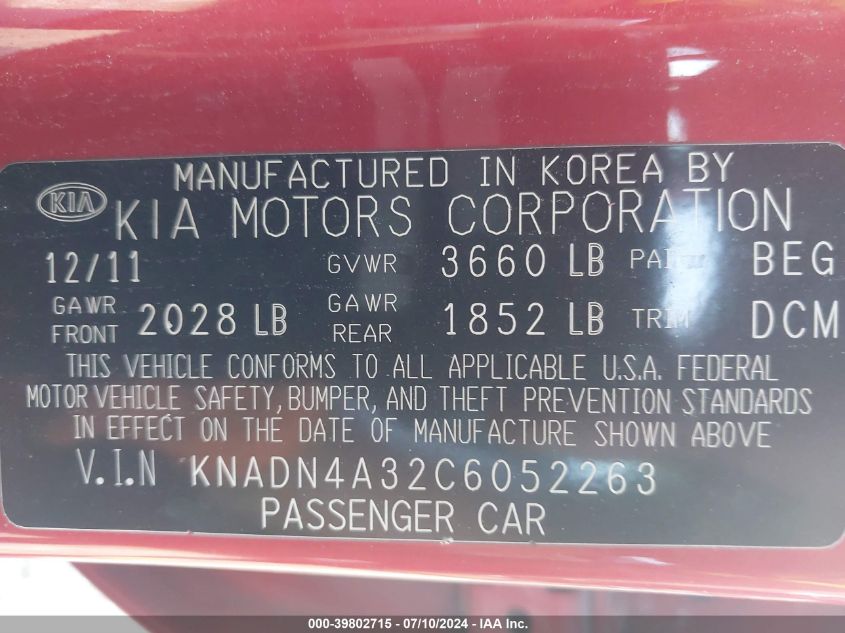 MANUFACTURED IN KOREA BY
KIA KIA MOTORS CORPORATION
12/11 GVWR 3660 LB PAINT BEG
GAWR FRONT 2028 LB GAWR REAR 1852 LB TRIM DCM
THIS VEHICLE CONFORMS TO ALL APPLICABLE U.S.A. FEDERAL
MOTOR VEHICLE SAFETY, BUMPER, AND THEFT PREVENTION STANDARDS
IN EFFECT ON THE DATE OF MANUFACTURE SHOWN ABOVE
V.I.N KNADN4A32C6052263
PASSENGER CAR
000-39802715 - 07/10/2024 - IAA Inc.